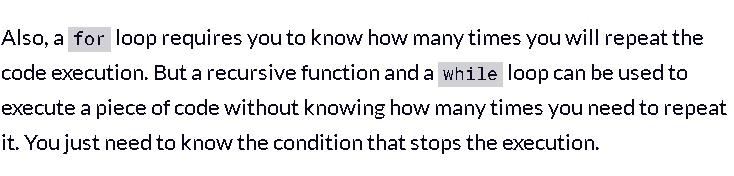 Also, a for loop requires you to know how many times you will repeat the
code execution. But a recursive function and a while loop can be used to
execute a piece of code without knowing how many times you need to repeat
it. You just need to know the condition that stops the execution.